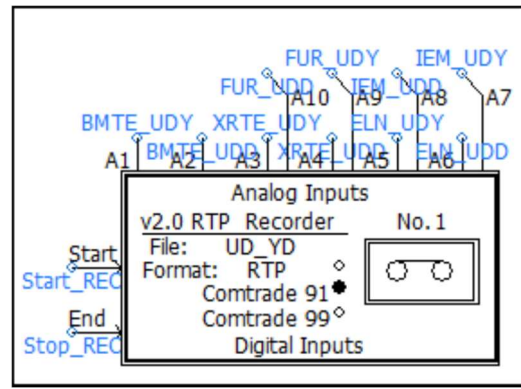 FUR_UDY IEM_UDY
FUR_UDD IEM_UDD
A10 A9 A8 A7
BMTE_UDY XRTE_UDY ELN_UDY
BMTE_UDD XRTE_UDD ELN_UDD
A1 A2 A3 A4 A5 A6
Analog Inputs
v2.0 RTP Recorder No. 1
File: UD_YD
Start
Format: RTP
Start_REC
Comtrade 91
End
Comtrade 99
Stop_REC
Digital Inputs